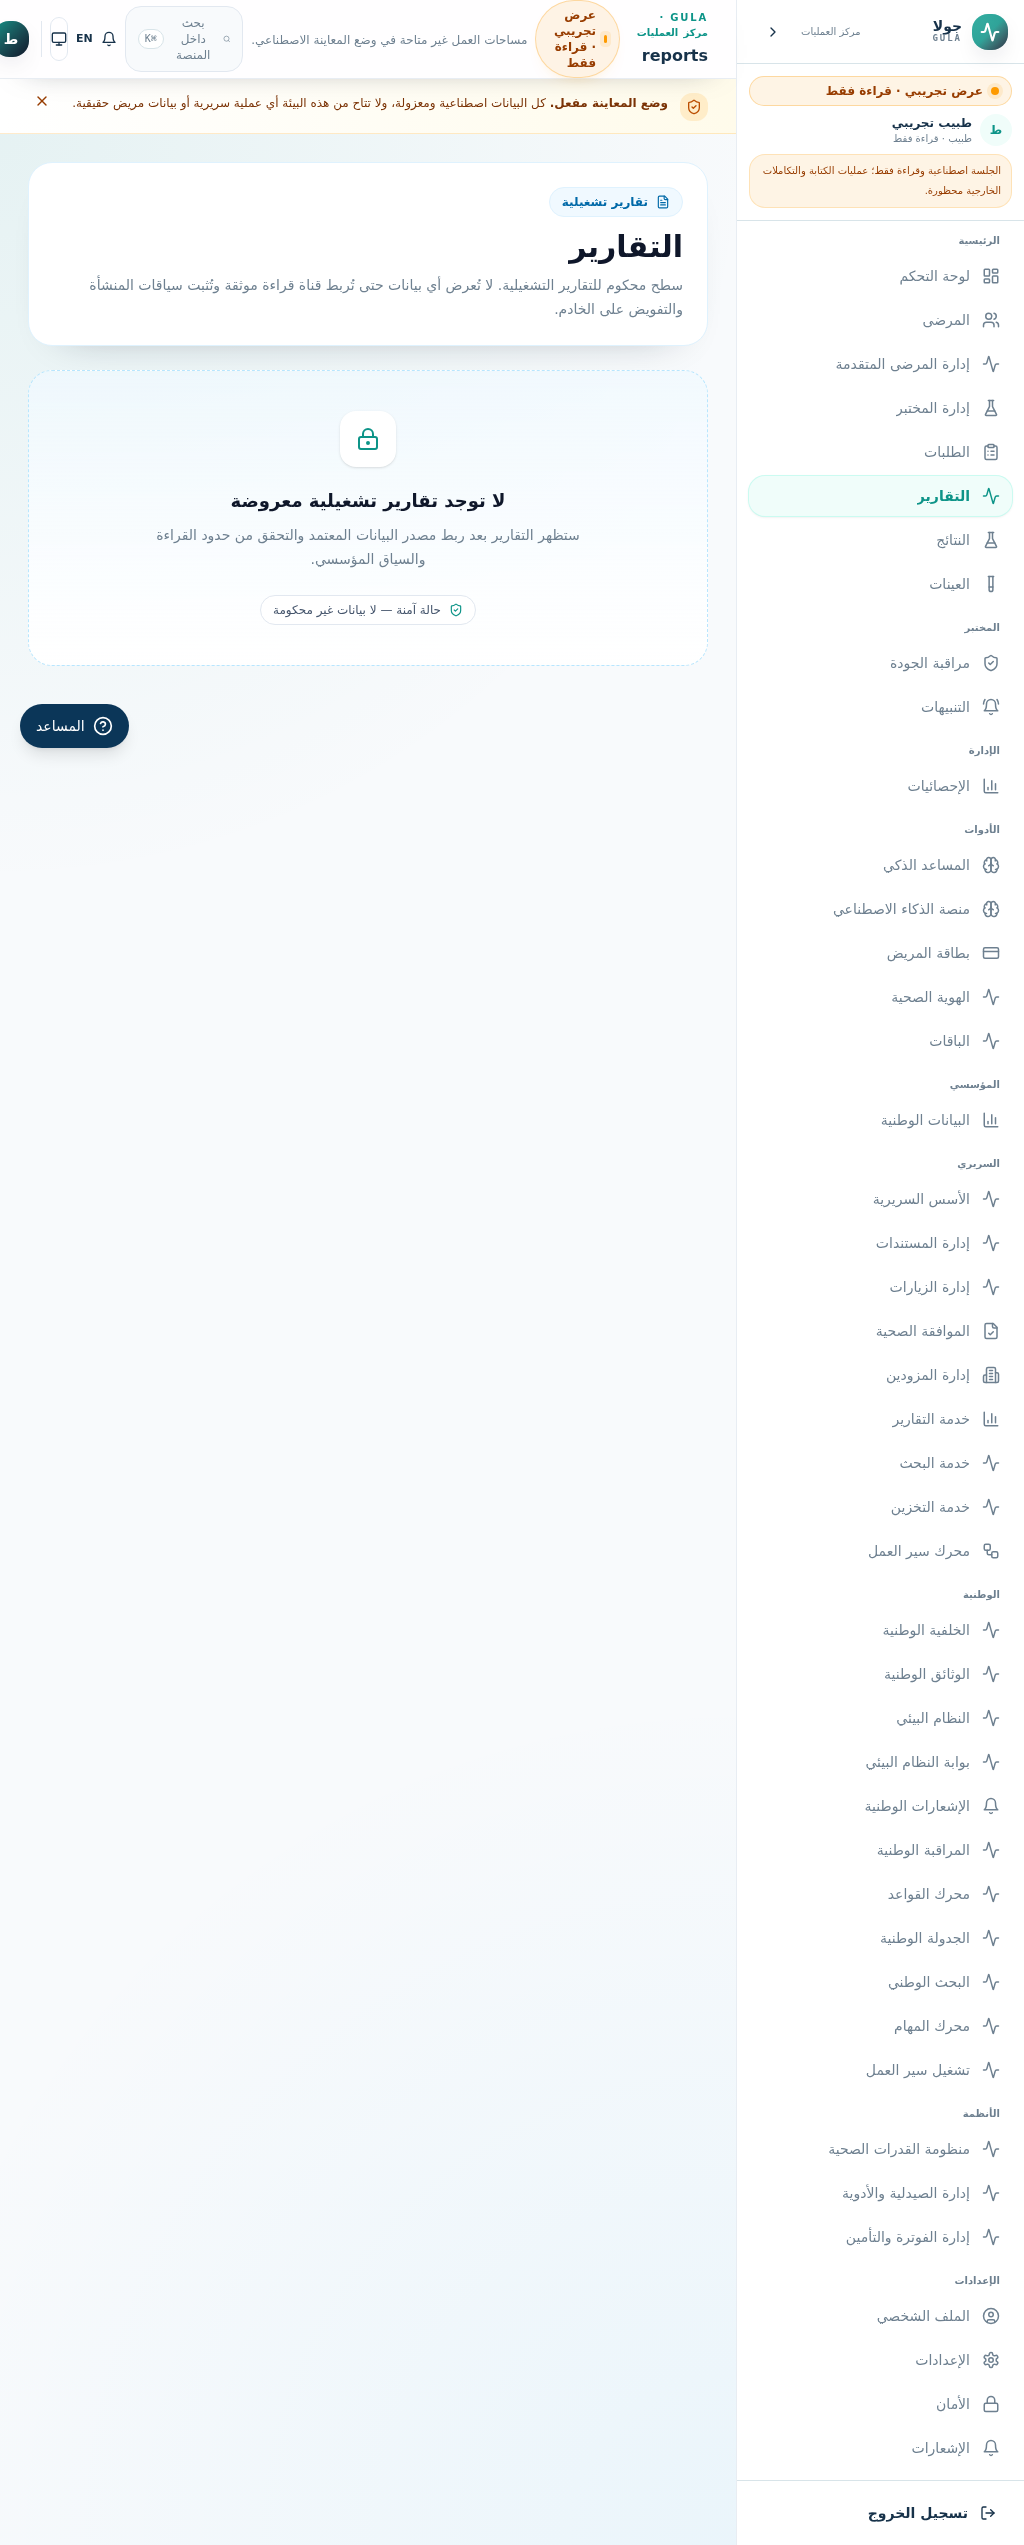 جولا
GULA
مركز العمليات
عرض تجريبي · قراءة فقط
ط
طبيب تجريبي
طبيب · قراءة فقط
الجلسة اصطناعية وقراءة فقط؛ عمليات الكتابة والتكاملات
الخارجية محظورة.
الرئيسية
لوحة التحكم
المرضى
إدارة المرضى المتقدمة
إدارة المختبر
الطلبات
التقارير
النتائج
العينات
المختبر
مراقبة الجودة
التنبيهات
الإدارة
الإحصائيات
الأدوات
المساعد الذكي
منصة الذكاء الاصطناعي
بطاقة المريض
الهوية الصحية
الباقات
المؤسسي
البيانات الوطنية
السريري
الأسس السريرية
إدارة المستندات
إدارة الزيارات
الموافقة الصحية
إدارة المزودين
خدمة التقارير
خدمة البحث
خدمة التخزين
محرك سير العمل
الوطنية
الخلفية الوطنية
الوثائق الوطنية
النظام البيئي
بوابة النظام البيئي
الإشعارات الوطنية
المراقبة الوطنية
محرك القواعد
الجدولة الوطنية
البحث الوطني
محرك المهام
تشغيل سير العمل
الأنظمة
منظومة القدرات الصحية
إدارة الصيدلية والأدوية
إدارة الفوترة والتأمين
الإعدادات
الملف الشخصي
الإعدادات
الأمان
الإشعارات
تسجيل الخروج
GULA ·
مركز العمليات
reports
عرض
تجريبي
· قراءة
فقط
مساحات العمل غير متاحة في وضع المعاينة الاصطناعي.
بحث
داخل
المنصة
⌘K
EN
ط
وضع المعاينة مفعل. كل البيانات اصطناعية ومعزولة، ولا تتاح من هذه البيئة أي عملية سريرية أو بيانات مريض حقيقية.
تقارير تشغيلية
التقارير
سطح محكوم للتقارير التشغيلية. لا تُعرض أي بيانات حتى تُربط قناة قراءة موثقة وتُثبت سياقات المنشأة
والتفويض على الخادم.
لا توجد تقارير تشغيلية معروضة
ستظهر التقارير بعد ربط مصدر البيانات المعتمد والتحقق من حدود القراءة
والسياق المؤسسي.
حالة آمنة — لا بيانات غير محكومة
المساعد